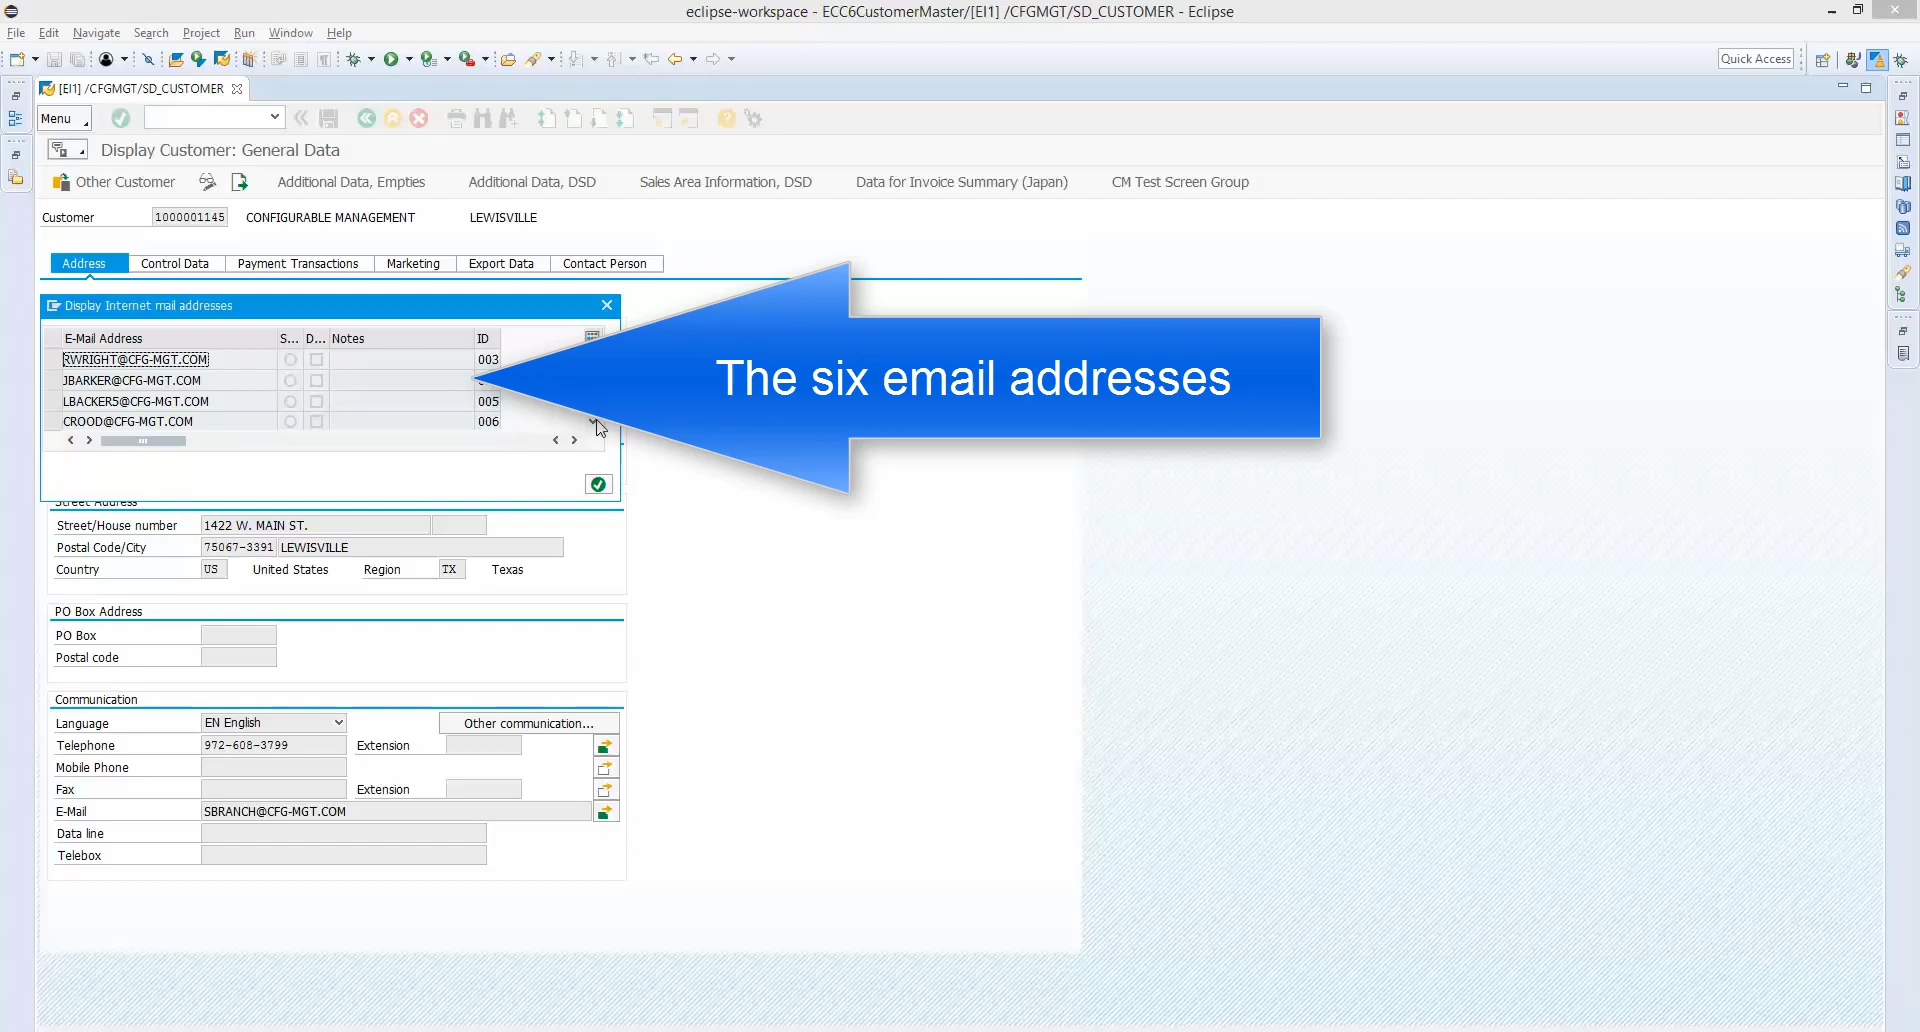 eclipse-workspace - ECC6CustomerMaster/[EI1] /CFGMGT/SD_CUSTOMER - Eclipse
File Edit Navigate Search Project Run Window Help
Quick Access
[EI1] /CFGMGT/SD_CUSTOMER
Menu
Display Customer: General Data
Other Customer Additional Data, Empties Additional Data, DSD Sales Area Information, DSD Data for Invoice Summary (Japan) CM Test Screen Group
Customer 1000001145 CONFIGURABLE MANAGEMENT LEWISVILLE
Address Control Data Payment Transactions Marketing Export Data Contact Person
Display Internet mail addresses
E-Mail Address S... D... Notes ID
RWRIGHT@CFG-MGT.COM 003
JBARKER@CFG-MGT.COM
LBACKER5@CFG-MGT.COM 005
CROOD@CFG-MGT.COM 006
The six email addresses
Street Address
Street/House number 1422 W. MAIN ST.
Postal Code/City 75067-3391 LEWISVILLE
Country US United States Region TX Texas
PO Box Address
PO Box
Postal code
Communication
Language EN English Other communication...
Telephone 972-608-3799 Extension
Mobile Phone
Fax Extension
E-Mail SBRANCH@CFG-MGT.COM
Data line
Telebox